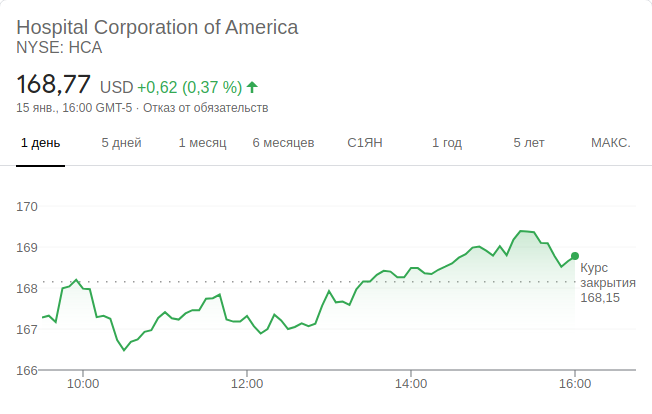 Hospital Corporation of America
NYSE: HCA
168,77 USD +0,62 (0,37 %)
15 янв., 16:00 GMT-5 · Отказ от обязательств
1 день 5 дней 1 месяц 6 месяцев С1ЯН 1 год 5 лет МАКС.
170
169
168
167
166
Курс
закрытия
168,15
10:00 12:00 14:00 16:00